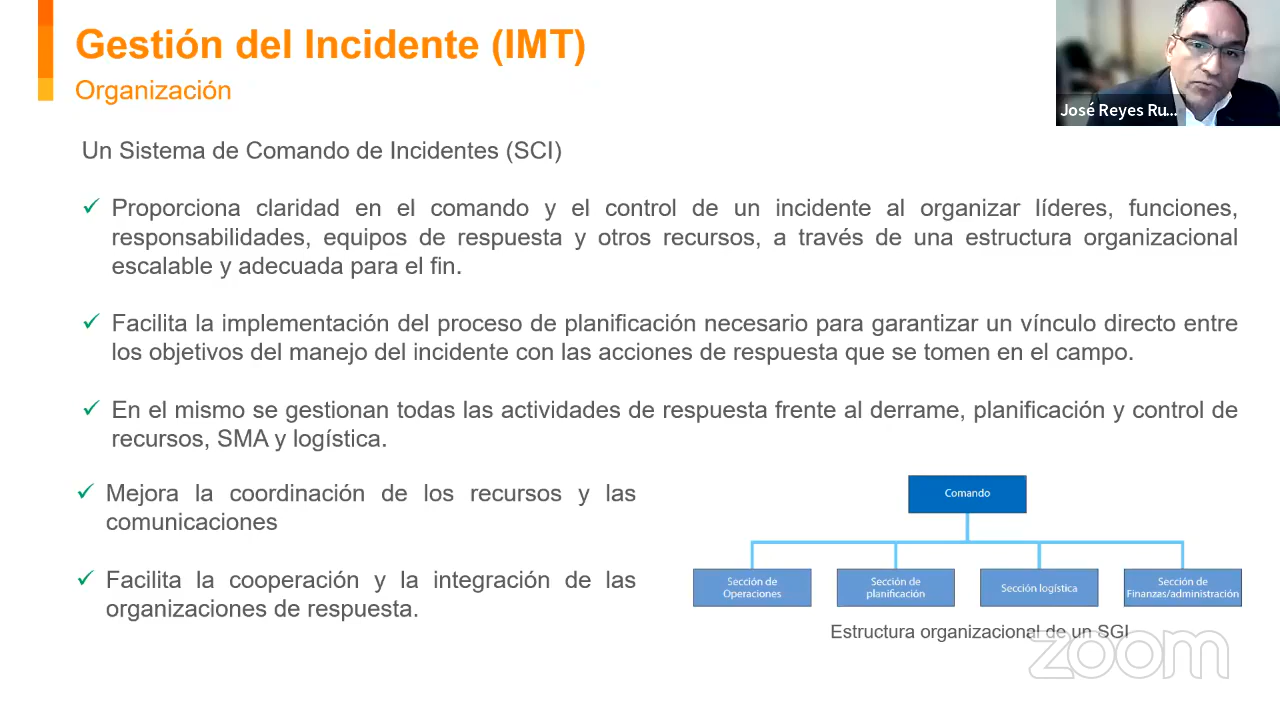 Gestión del Incidente (IMT)
Organización
José Reyes Ru...
Un Sistema de Comando de Incidentes (SCI)
✓ Proporciona claridad en el comando y el control de un incidente al organizar líderes, funciones,
responsabilidades, equipos de respuesta y otros recursos, a través de una estructura organizacional
escalable y adecuada para el fin.
✓ Facilita la implementación del proceso de planificación necesario para garantizar un vínculo directo entre
los objetivos del manejo del incidente con las acciones de respuesta que se tomen en el campo.
✓ En el mismo se gestionan todas las actividades de respuesta frente al derrame, planificación y control de
recursos, SMA y logística.
✓ Mejora la coordinación de los recursos y las
comunicaciones
✓ Facilita la cooperación y la integración de las
organizaciones de respuesta.
Comando
Sección de
Operaciones
Sección de
planificación
Sección logística
Sección de
Finanzas/administración
Estructura organizacional de un SGI
zoom